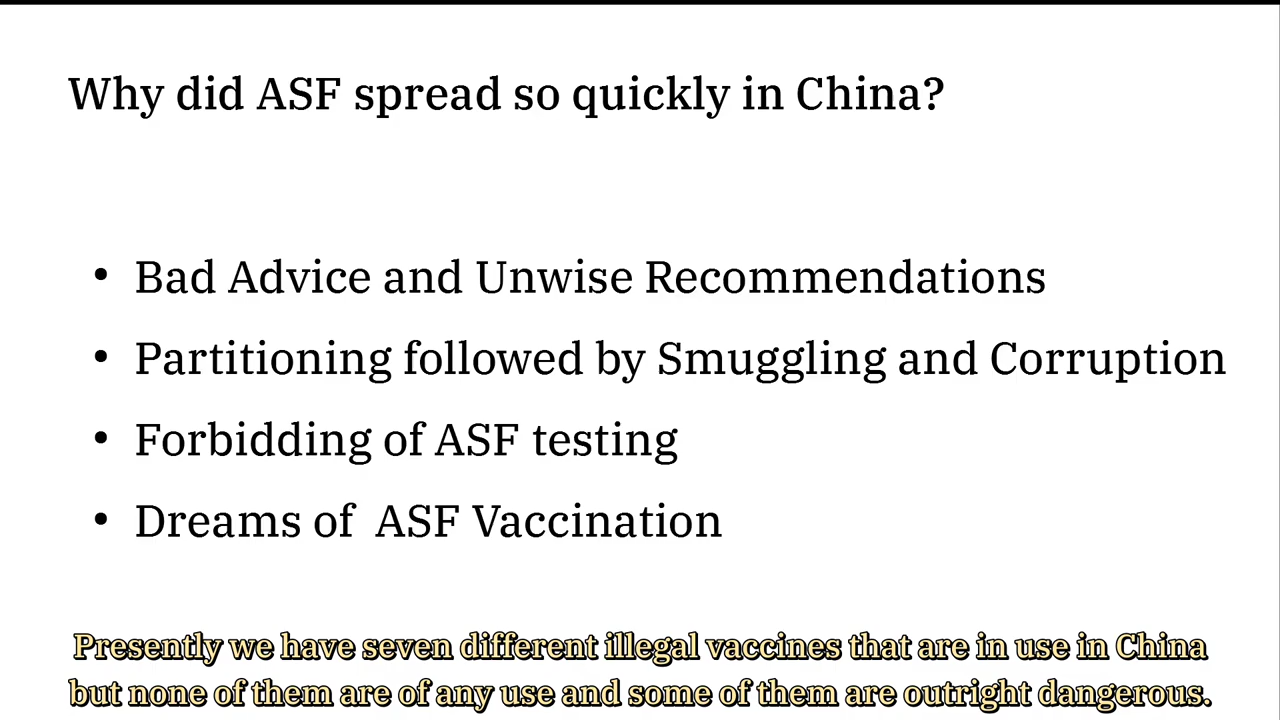 Why did ASF spread so quickly in China?
• Bad Advice and Unwise Recommendations
• Partitioning followed by Smuggling and Corruption
• Forbidding of ASF testing
• Dreams of  ASF Vaccination
Presently we have seven different illegal vaccines that are in use in China
but none of them are of any use and some of them are outright dangerous.